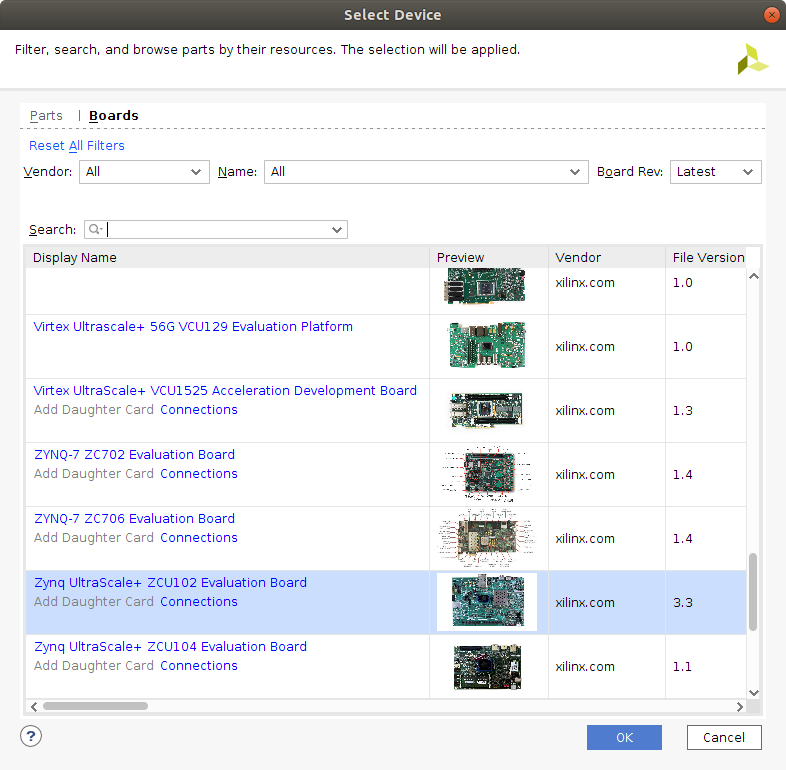 Select Device
Filter, search, and browse parts by their resources. The selection will be applied.
Parts | Boards
Reset All Filters
Vendor: All Name: All Board Rev: Latest
Search:
Display Name Preview Vendor File Version
xilinx.com 1.0
Virtex Ultrascale+ 56G VCU129 Evaluation Platform
xilinx.com 1.0
Virtex UltraScale+ VCU1525 Acceleration Development Board
Add Daughter Card Connections
xilinx.com 1.3
ZYNQ-7 ZC702 Evaluation Board
Add Daughter Card Connections
xilinx.com 1.4
ZYNQ-7 ZC706 Evaluation Board
Add Daughter Card Connections
xilinx.com 1.4
Zynq UltraScale+ ZCU102 Evaluation Board
Add Daughter Card Connections
xilinx.com 3.3
Zynq UltraScale+ ZCU104 Evaluation Board
Add Daughter Card Connections
xilinx.com 1.1
? OK Cancel